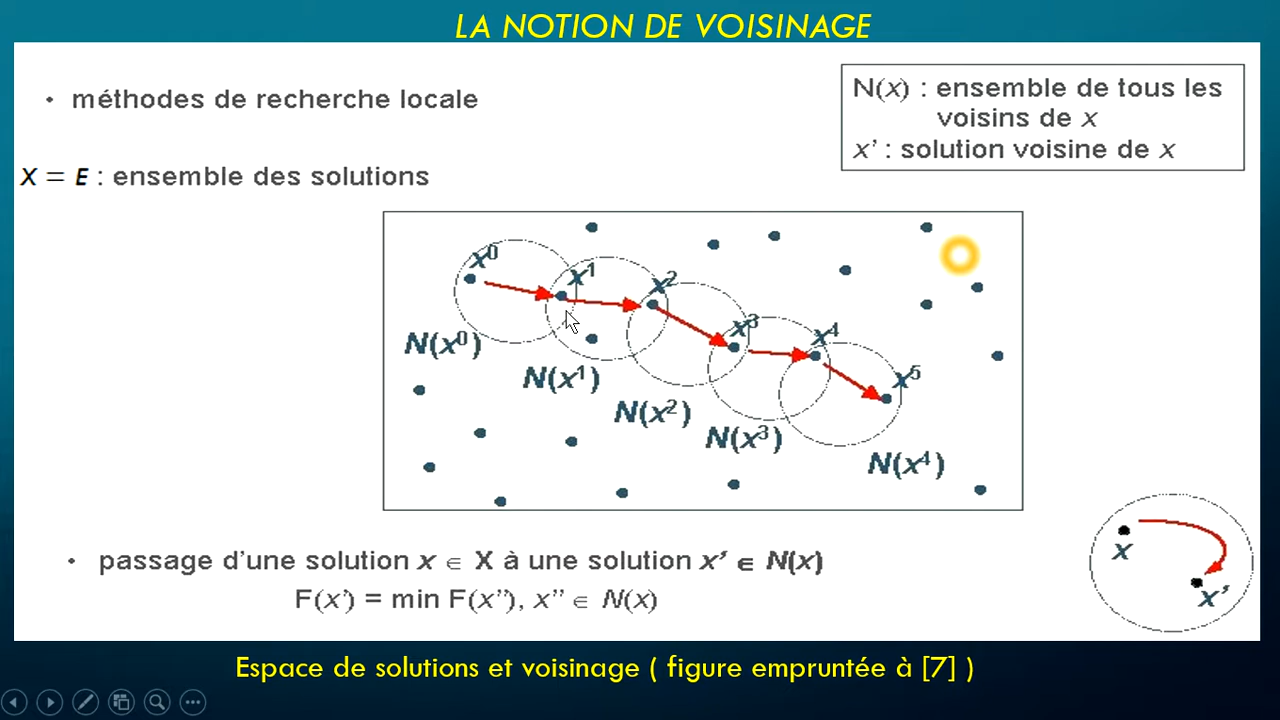 LA NOTION DE VOISINAGE
• méthodes de recherche locale
N(x) : ensemble de tous les
voisins de x
x' : solution voisine de x
X = E : ensemble des solutions
x⁰
x¹
x²
x³
x⁴
x⁵
N(x⁰)
N(x¹)
N(x²)
N(x³)
N(x⁴)
• passage d'une solution x ∈ X à une solution x' ∈ N(x)
F(x') = min F(x''), x'' ∈ N(x)
x
x'
Espace de solutions et voisinage ( figure empruntée à [7] )